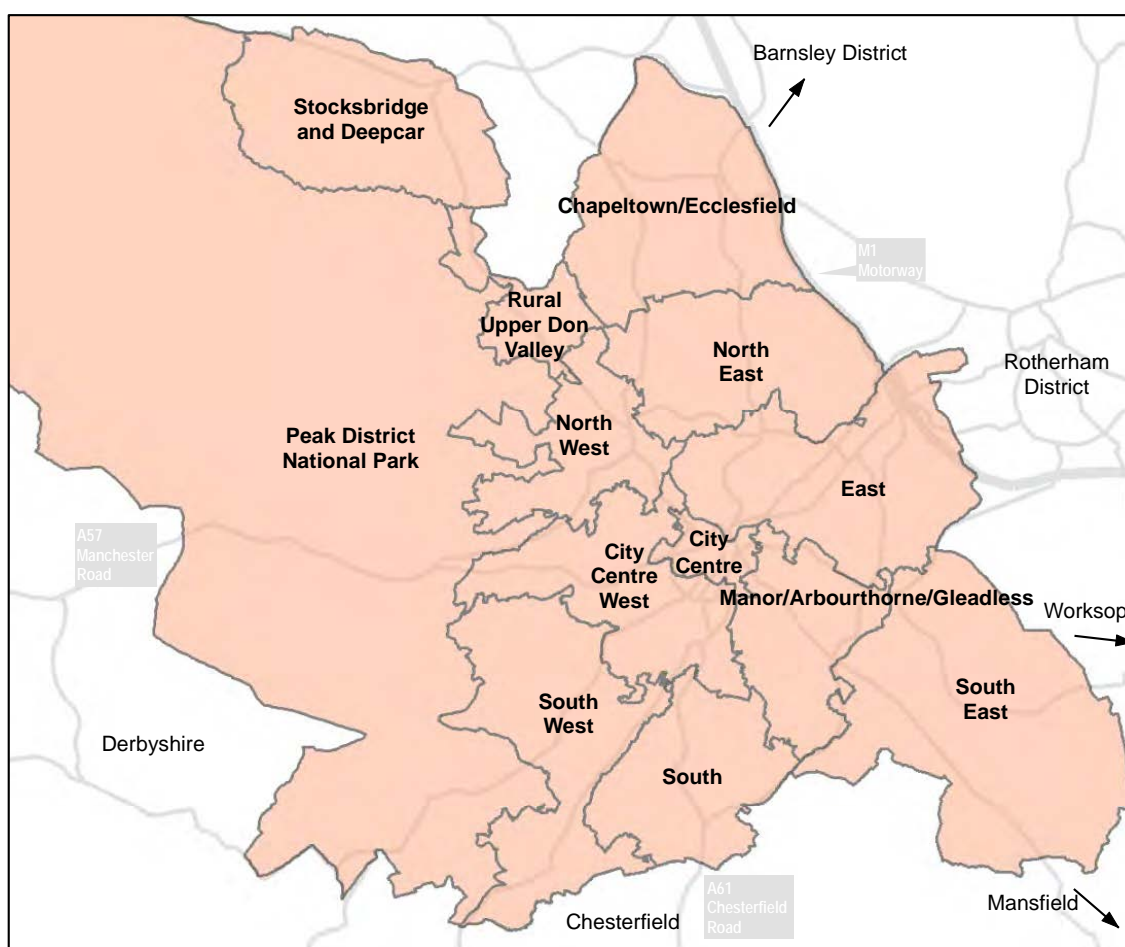 Barnsley District
Stocksbridge
and Deepcar
Chapeltown/Ecclesfield
M1
Motorway
Rural
Upper Don
Valley
North
East
Rotherham
District
North
West
Peak District
National Park
East
A57
Manchester
Road
City
Centre
City
Centre
West
Manor/Arbourthorne/Gleadless
Worksop
South
East
South
West
Derbyshire
South
A61
Chesterfield
Road
Mansfield
Chesterfield